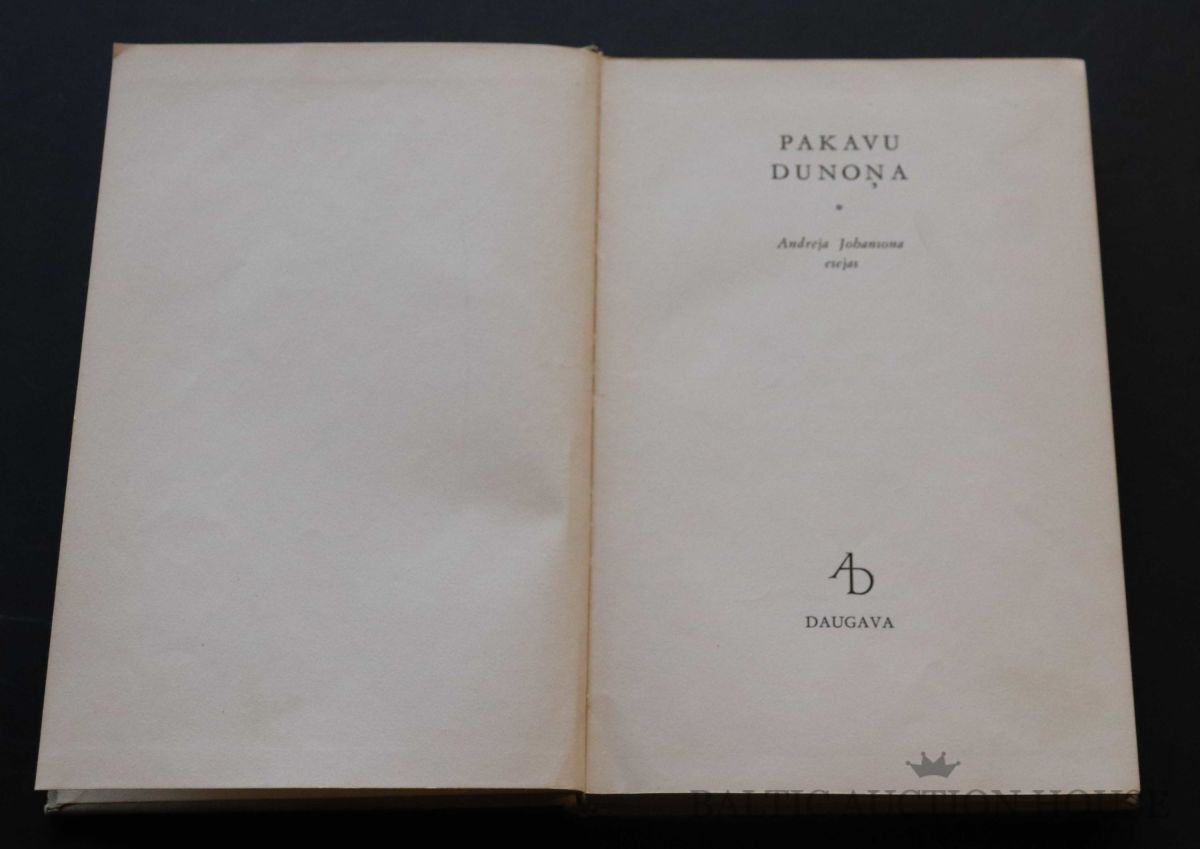 PAKAVU
DUNOŅA
Andreja Johansona
esejas
AD
DAUGAVA
BALTIC AUCTION HOUSE